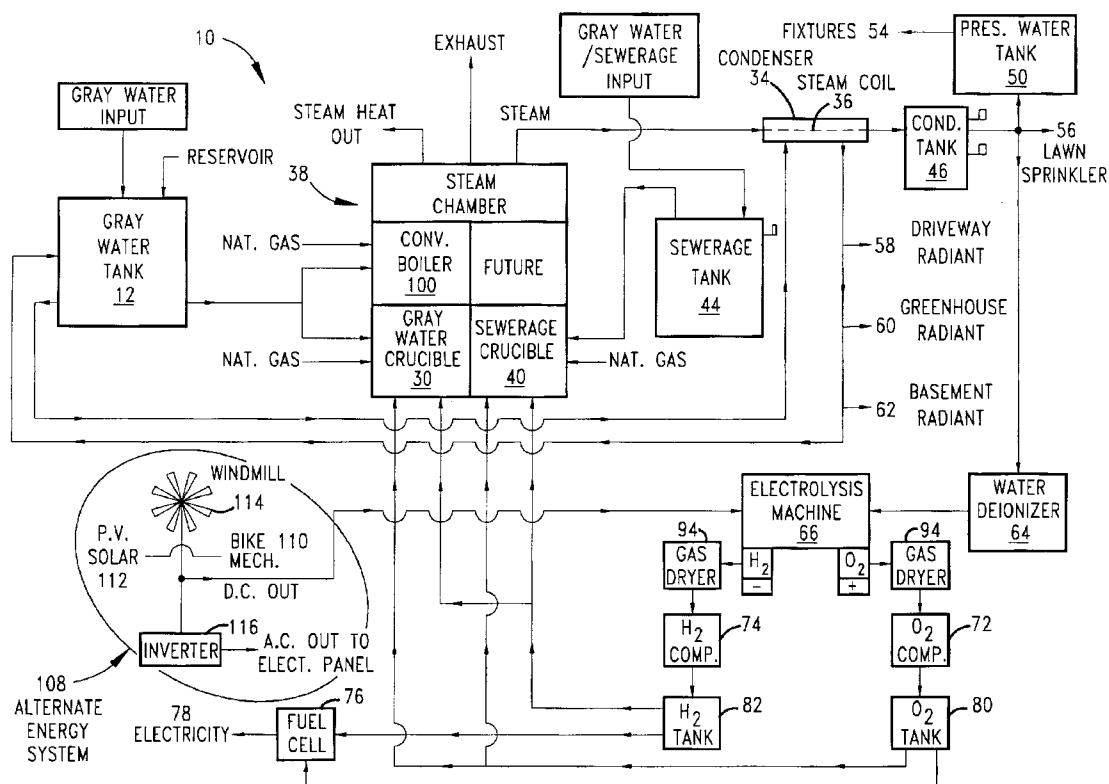 10
EXHAUST
GRAY WATER
/SEWERAGE
INPUT
FIXTURES 54
PRES. WATER
TANK
50
CONDENSER
34
STEAM COIL
36
GRAY WATER
INPUT
STEAM HEAT
OUT
STEAM
COND.
TANK
46
56
LAWN
SPRINKLER
RESERVOIR
38
STEAM
CHAMBER
GRAY
WATER
TANK
12
NAT. GAS
CONV.
BOILER
100
FUTURE
SEWERAGE
TANK
44
58
DRIVEWAY
RADIANT
GRAY
WATER
CRUCIBLE
30
SEWERAGE
CRUCIBLE
40
NAT. GAS
NAT. GAS
60
GREENHOUSE
RADIANT
62
BASEMENT
RADIANT
WINDMILL
114
P.V.
SOLAR
112
BIKE 110
MECH.
D.C. OUT
116
INVERTER
A.C. OUT TO
ELECT. PANEL
108
ALTERNATE
ENERGY
SYSTEM
ELECTROLYSIS
MACHINE
66
WATER
DEIONIZER
64
94
GAS
DRYER
H2
−
O2
+
94
GAS
DRYER
H2
COMP.
74
O2
COMP.
72
76
FUEL
CELL
78
ELECTRICITY
H2
TANK
82
O2
TANK
80